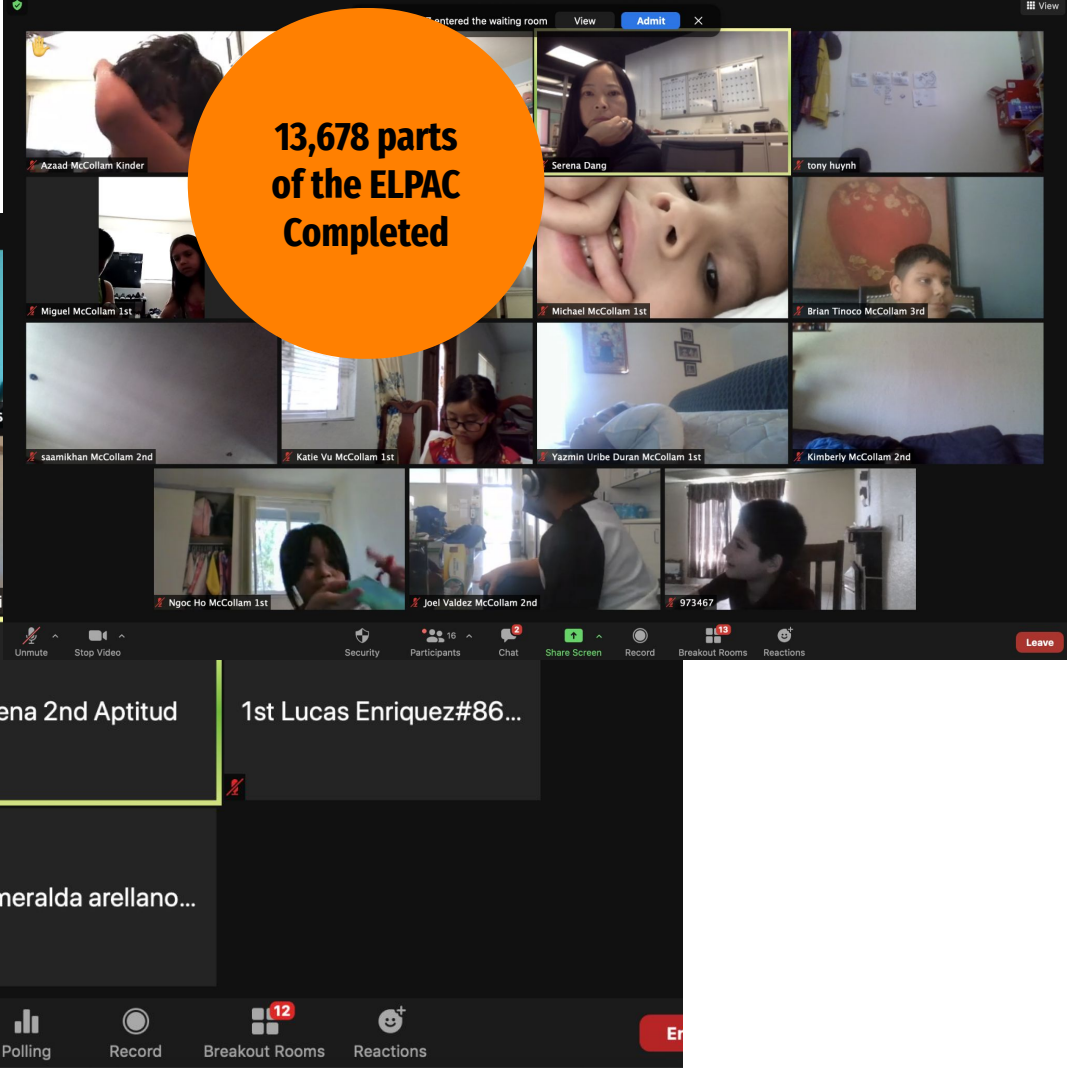 entered the waiting room
View
Admit
View
13,678 parts
of the ELPAC
Completed
Azaad McCollam Kinder
Serena Dang
tony huynh
Miguel McCollam 1st
Michael McCollam 1st
Brian Tinoco McCollam 3rd
saamikhan McCollam 2nd
Katie Vu McCollam 1st
Yazmin Uribe Duran McCollam 1st
Kimberly McCollam 2nd
Ngoc Ho McCollam 1st
Joel Valdez McCollam 2nd
973467
Unmute
Stop Video
Security
16
Participants
2
Chat
Share Screen
Record
13
Breakout Rooms
Reactions
Leave
ena 2nd Aptitud
1st Lucas Enriquez#86...
neralda arellano...
Polling
Record
12
Breakout Rooms
Reactions